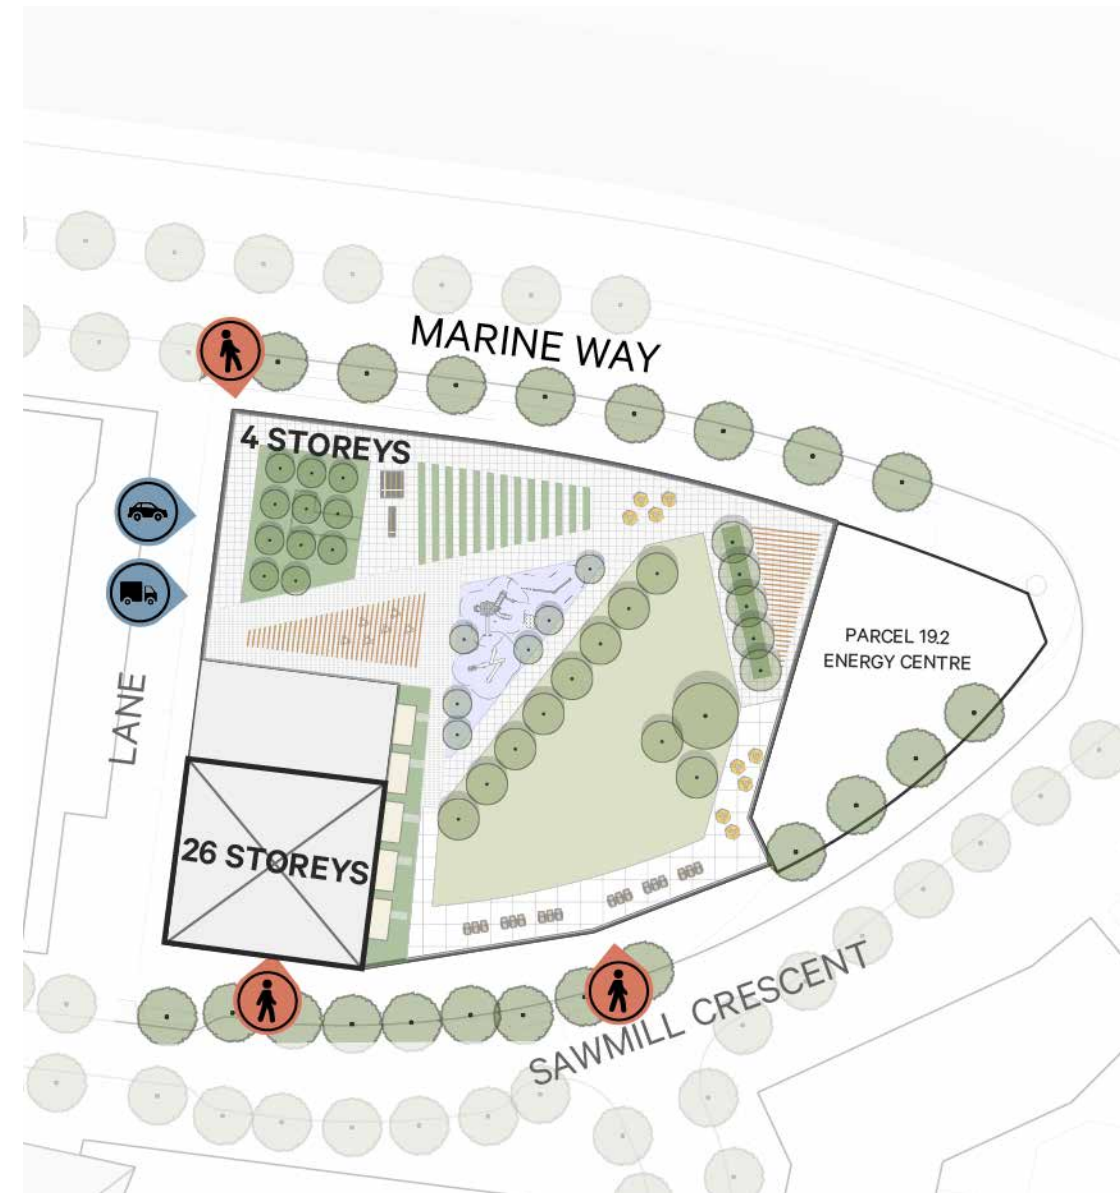 MARINE WAY
4 STOREYS
PARCEL 19.2
ENERGY CENTRE
LANE
26 STOREYS
SAWMILL CRESCENT